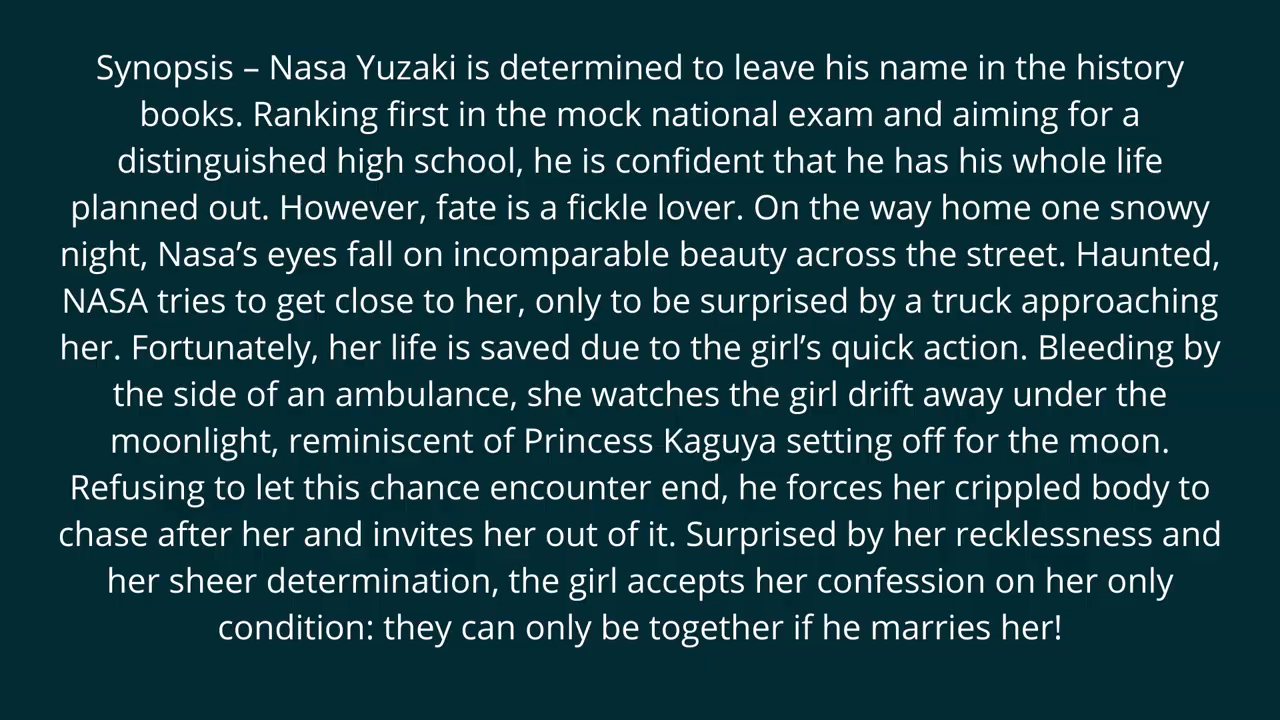 Synopsis – Nasa Yuzaki is determined to leave his name in the history
books. Ranking first in the mock national exam and aiming for a
distinguished high school, he is confident that he has his whole life
planned out. However, fate is a fickle lover. On the way home one snowy
night, Nasa’s eyes fall on incomparable beauty across the street. Haunted,
NASA tries to get close to her, only to be surprised by a truck approaching
her. Fortunately, her life is saved due to the girl’s quick action. Bleeding by
the side of an ambulance, she watches the girl drift away under the
moonlight, reminiscent of Princess Kaguya setting off for the moon.
Refusing to let this chance encounter end, he forces her crippled body to
chase after her and invites her out of it. Surprised by her recklessness and
her sheer determination, the girl accepts her confession on her only
condition: they can only be together if he marries her!